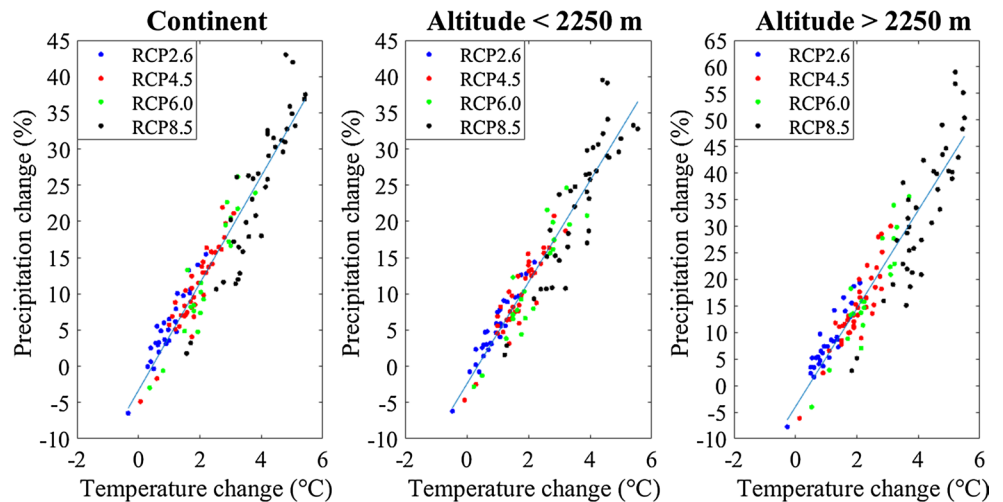 Continent
45
40
35
30
25
20
15
10
5
0
-5
-10
Precipitation change (%)
RCP2.6
RCP4.5
RCP6.0
RCP8.5
-2 0 2 4 6
Temperature change (°C)
Altitude < 2250 m
45
40
35
30
25
20
15
10
5
0
-5
-10
Precipitation change (%)
RCP2.6
RCP4.5
RCP6.0
RCP8.5
-2 0 2 4 6
Temperature change (°C)
Altitude > 2250 m
65
60
55
50
45
40
35
30
25
20
15
10
5
0
-5
-10
Precipitation change (%)
RCP2.6
RCP4.5
RCP6.0
RCP8.5
-2 0 2 4 6
Temperature change (°C)